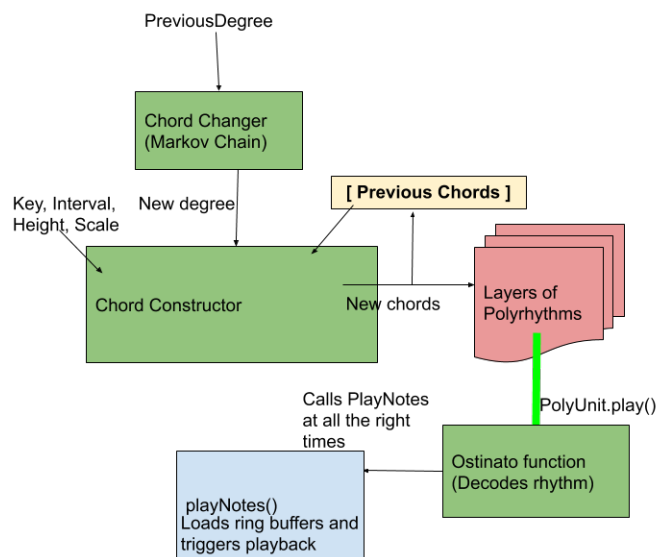 PreviousDegree
Chord Changer
(Markov Chain)
Key, Interval,
Height, Scale
New degree
[ Previous Chords ]
Chord Constructor
New chords
Layers of
Polyrhythms
Calls PlayNotes
at all the right
times
PolyUnit.play()
Ostinato function
(Decodes rhythm)
playNotes()
Loads ring buffers and
triggers playback